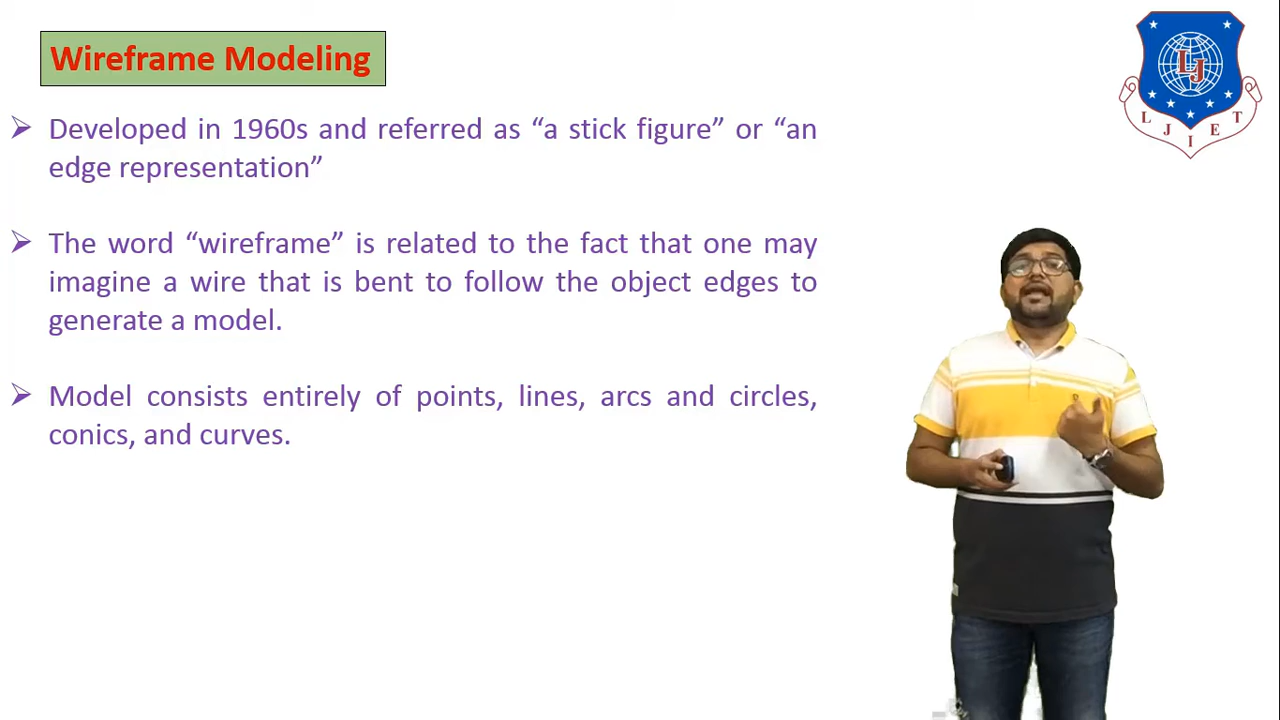 Wireframe Modeling
Developed in 1960s and referred as “a stick figure” or “an
edge representation”
The word “wireframe” is related to the fact that one may
imagine a wire that is bent to follow the object edges to
generate a model.
Model consists entirely of points, lines, arcs and circles,
conics, and curves.
LJ
L J I E T